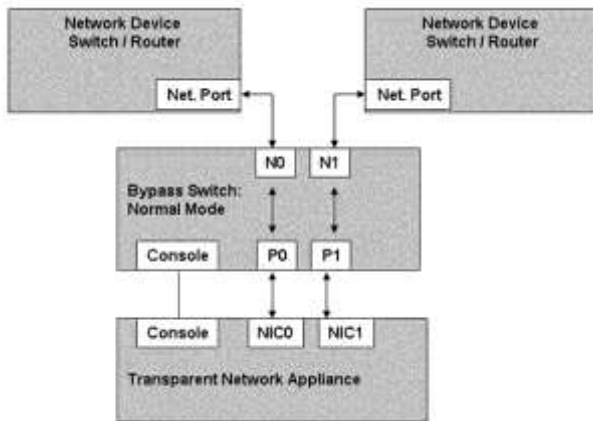 Network Device
Switch / Router
Network Device
Switch / Router
Net. Port
Net. Port
N0
N1
Bypass Switch:
Normal Mode
Console
P0
P1
Console
NIC0
NIC1
Transparent Network Appliance